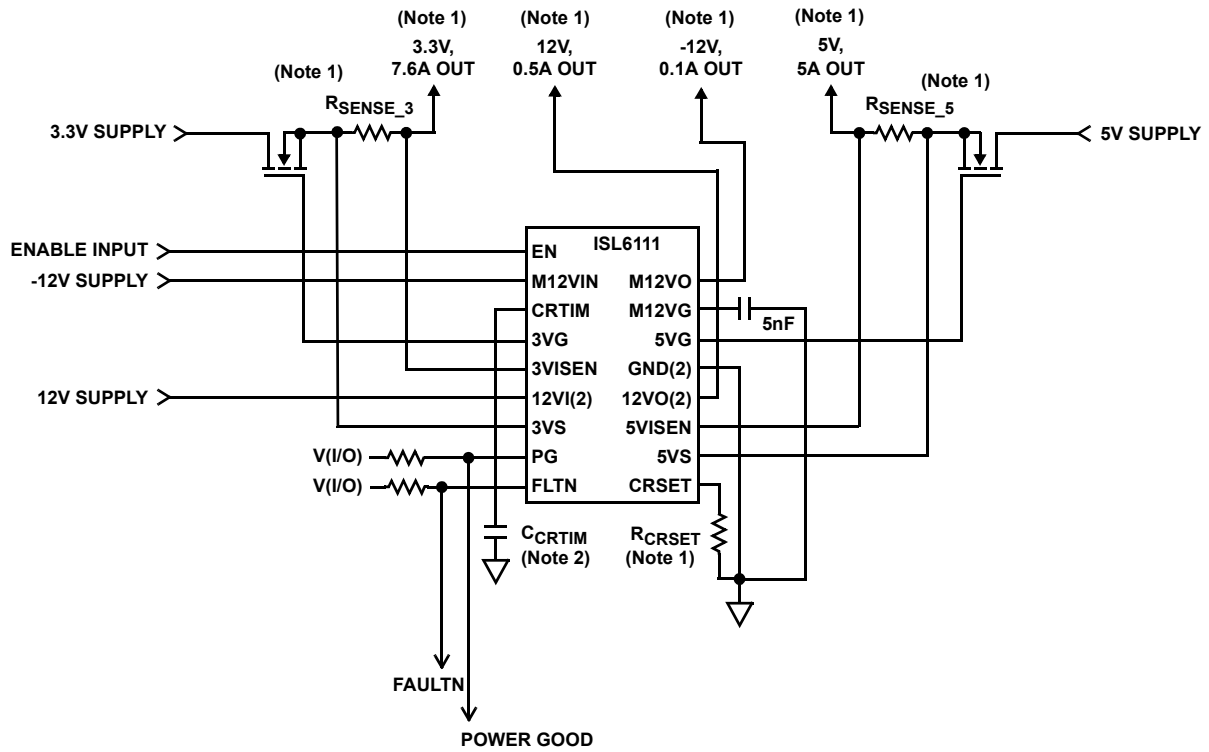 (Note 1)
3.3V,
7.6A OUT
(Note 1)
12V,
0.5A OUT
(Note 1)
-12V,
0.1A OUT
(Note 1)
5V,
5A OUT
(Note 1)
RSENSE_3
(Note 1)
RSENSE_5
3.3V SUPPLY
5V SUPPLY
ENABLE INPUT
-12V SUPPLY
12V SUPPLY
ISL6111
EN
M12VIN
CRTIM
3VG
3VISEN
12VI(2)
3VS
PG
FLTN
M12VO
M12VG
5VG
GND(2)
12VO(2)
5VISEN
5VS
CRSET
5nF
V(I/O)
V(I/O)
CCRTIM
(Note 2)
RCRSET
(Note 1)
FAULTN
POWER GOOD